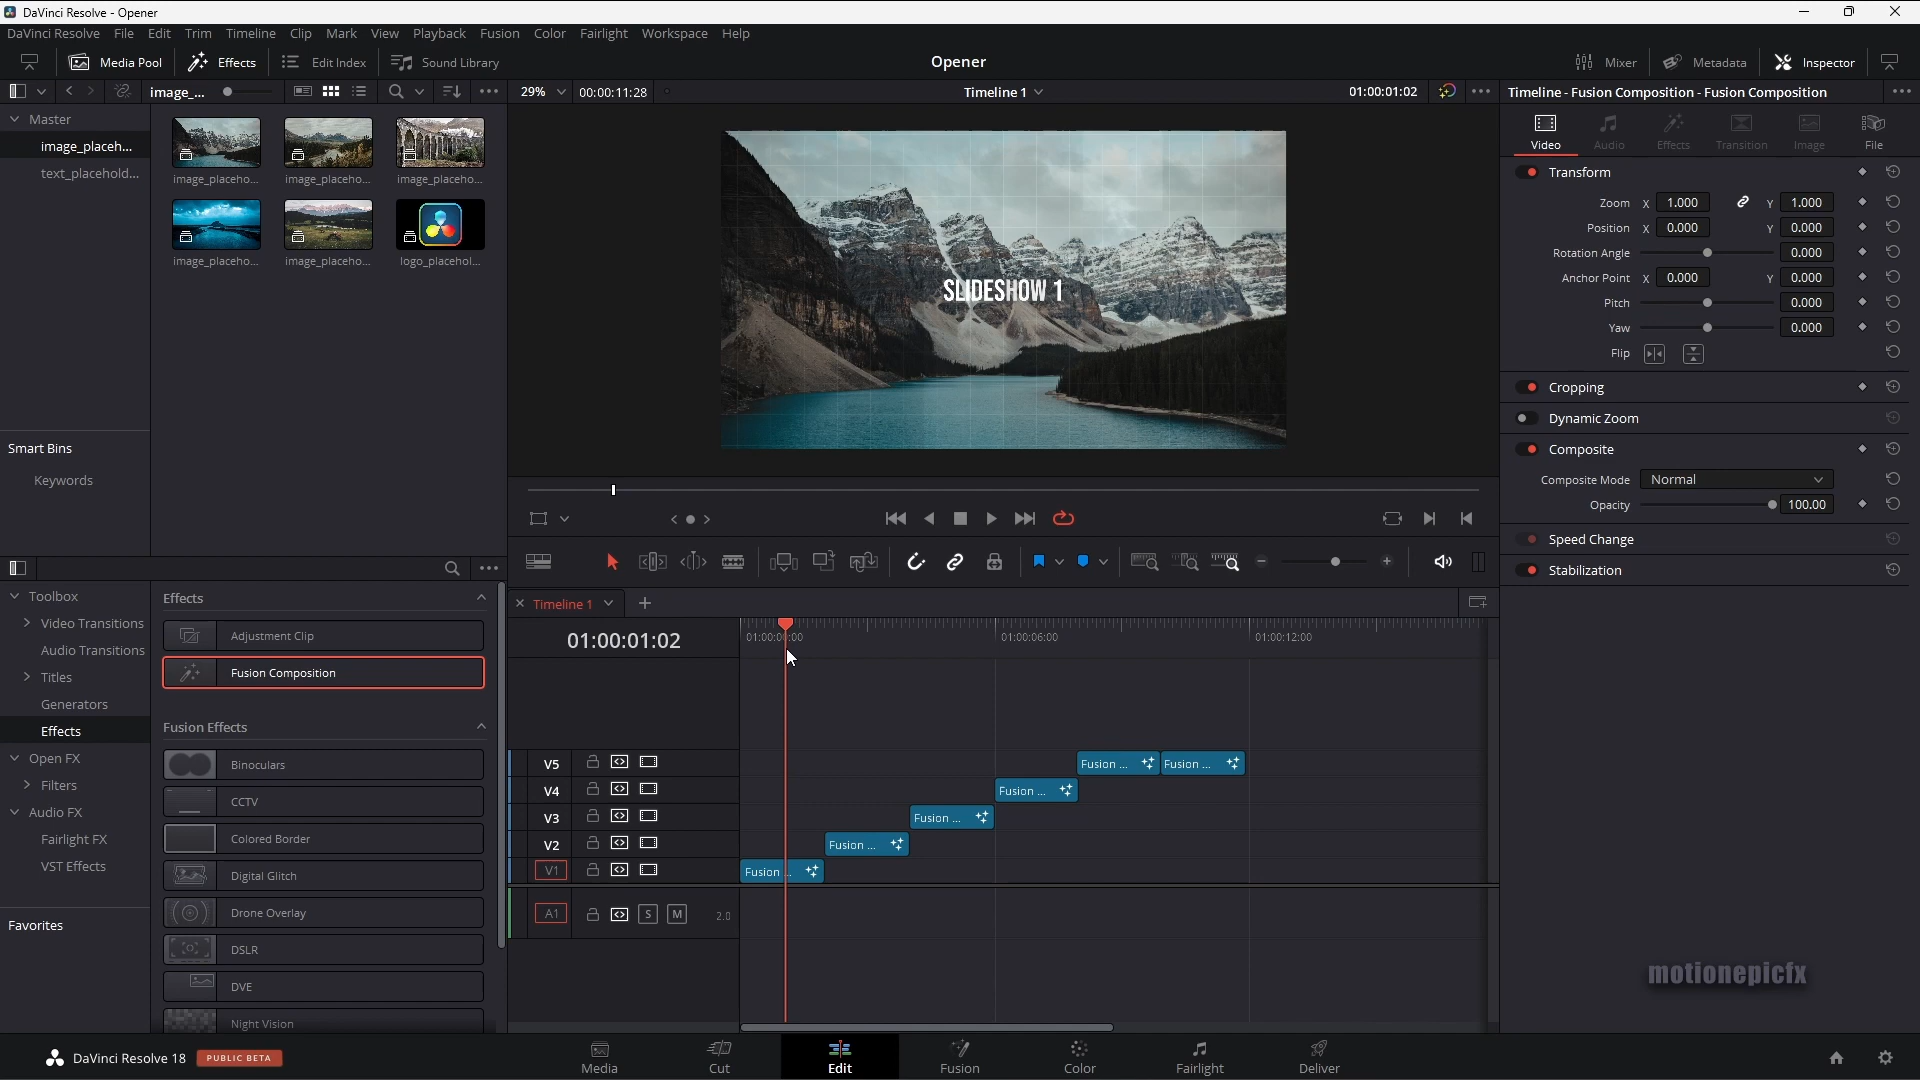 DaVinci Resolve - Opener
DaVinci Resolve File Edit Trim Timeline Clip Mark View Playback Fusion Color Fairlight Workspace Help
Media Pool Effects Edit Index Sound Library Opener Mixer Metadata Inspector
image_... 29% 00:00:11:28 Timeline 1 01:00:01:02 Timeline - Fusion Composition - Fusion Composition
Master
image_placeh...
text_placehold...
image_placeho... image_placeho... image_placeho...
image_placeho... image_placeho... logo_placehol...
Smart Bins
Keywords
SLIDESHOW 1
Video Audio Effects Transition Image File
Transform
Zoom X 1.000 Y 1.000
Position X 0.000 Y 0.000
Rotation Angle 0.000
Anchor Point X 0.000 Y 0.000
Pitch 0.000
Yaw 0.000
Flip
Cropping
Dynamic Zoom
Composite
Composite Mode Normal
Opacity 100.00
Speed Change
Stabilization
Toolbox
Video Transitions
Audio Transitions
Titles
Generators
Effects
Open FX
Filters
Audio FX
Fairlight FX
VST Effects
Favorites
Effects
Adjustment Clip
Fusion Composition
Fusion Effects
Binoculars
CCTV
Colored Border
Digital Glitch
Drone Overlay
DSLR
DVE
Night Vision
Timeline 1
01:00:01:02
01:00:06:00 01:00:12:00
V5 Fusion ... Fusion ...
V4 Fusion ...
V3 Fusion ...
V2 Fusion ...
V1 Fusion ...
A1 S M 2.0
motionepicfx
DaVinci Resolve 18 PUBLIC BETA
Media Cut Edit Fusion Color Fairlight Deliver